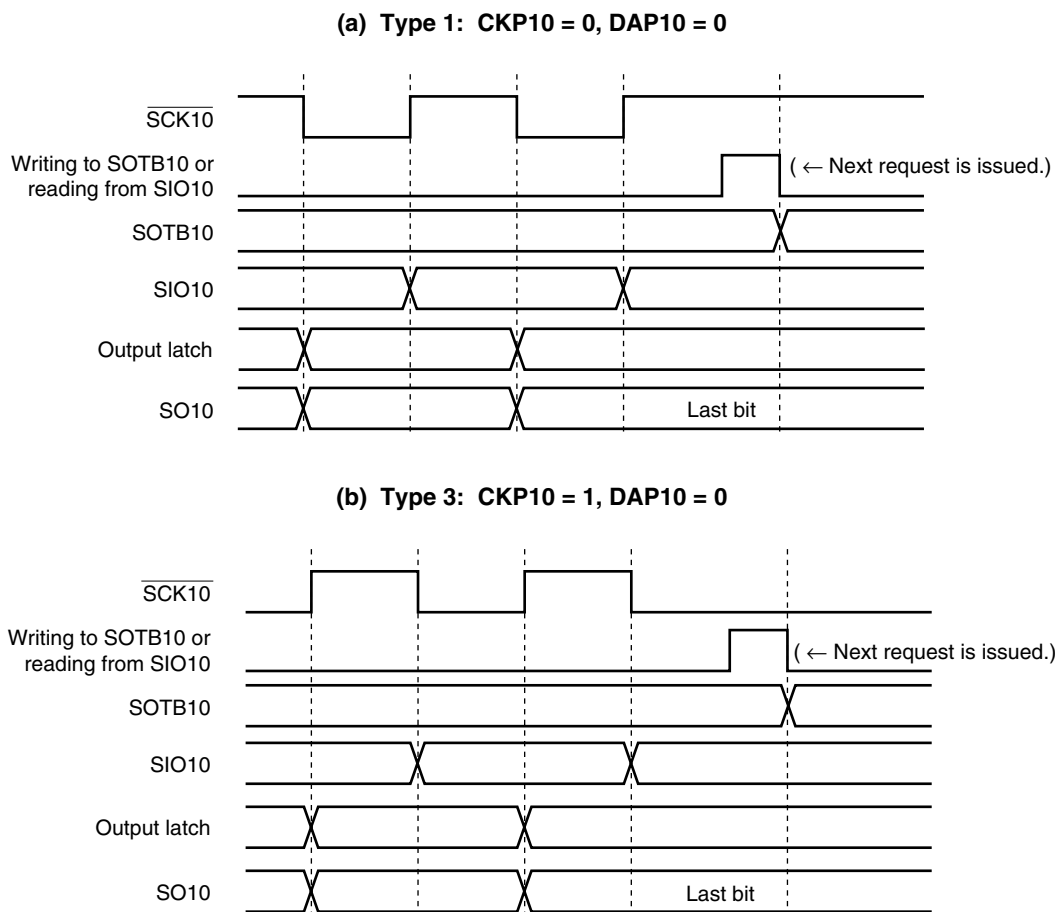 (a) Type 1: CKP10 = 0, DAP10 = 0
SCK10
Writing to SOTB10 or
reading from SIO10
( ← Next request is issued.)
SOTB10
SIO10
Output latch
SO10
Last bit
(b) Type 3: CKP10 = 1, DAP10 = 0
SCK10
Writing to SOTB10 or
reading from SIO10
( ← Next request is issued.)
SOTB10
SIO10
Output latch
SO10
Last bit